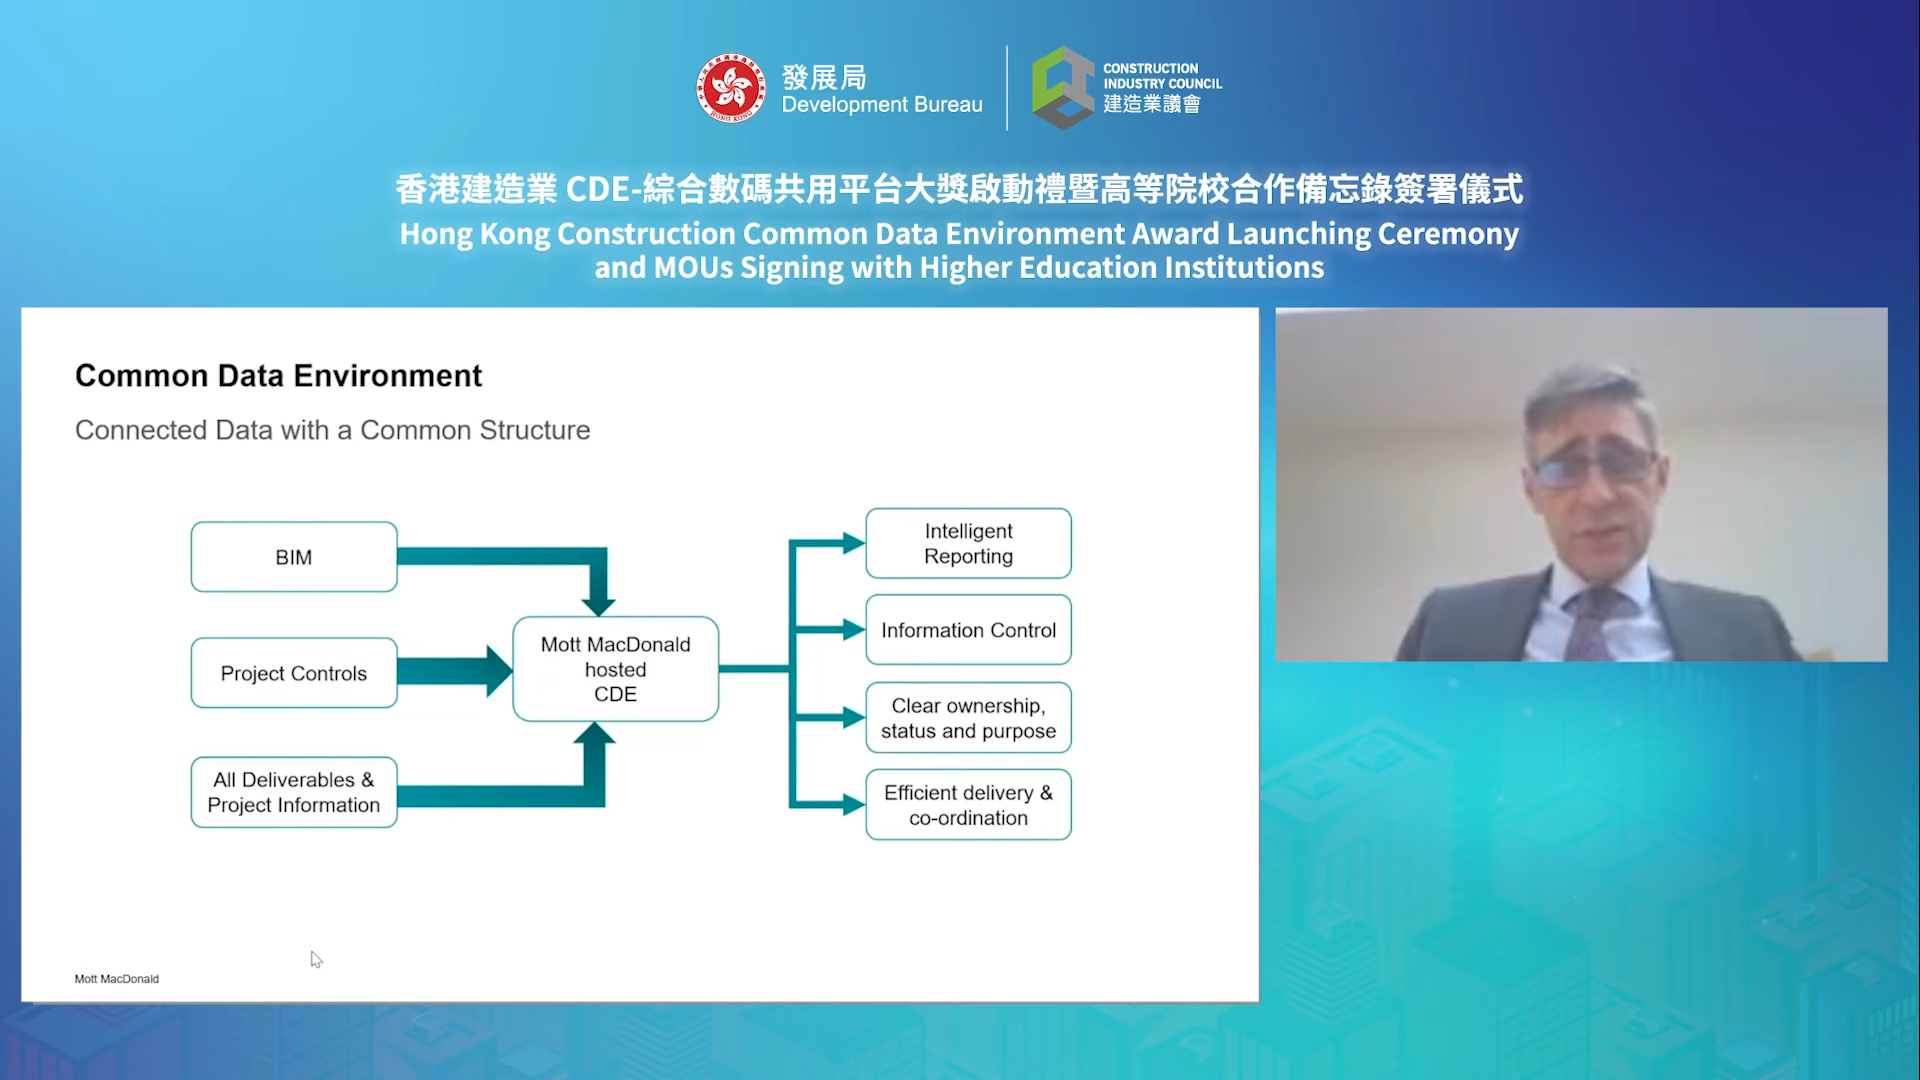 發展局
Development Bureau
CONSTRUCTION
INDUSTRY COUNCIL
建造業議會
香港建造業 CDE-綜合數碼共用平台大獎啟動禮暨高等院校合作備忘錄簽署儀式
Hong Kong Construction Common Data Environment Award Launching Ceremony
and MOUs Signing with Higher Education Institutions
Common Data Environment
Connected Data with a Common Structure
BIM
Project Controls
All Deliverables &
Project Information
Mott MacDonald
hosted
CDE
Intelligent
Reporting
Information Control
Clear ownership,
status and purpose
Efficient delivery &
co-ordination
Mott MacDonald